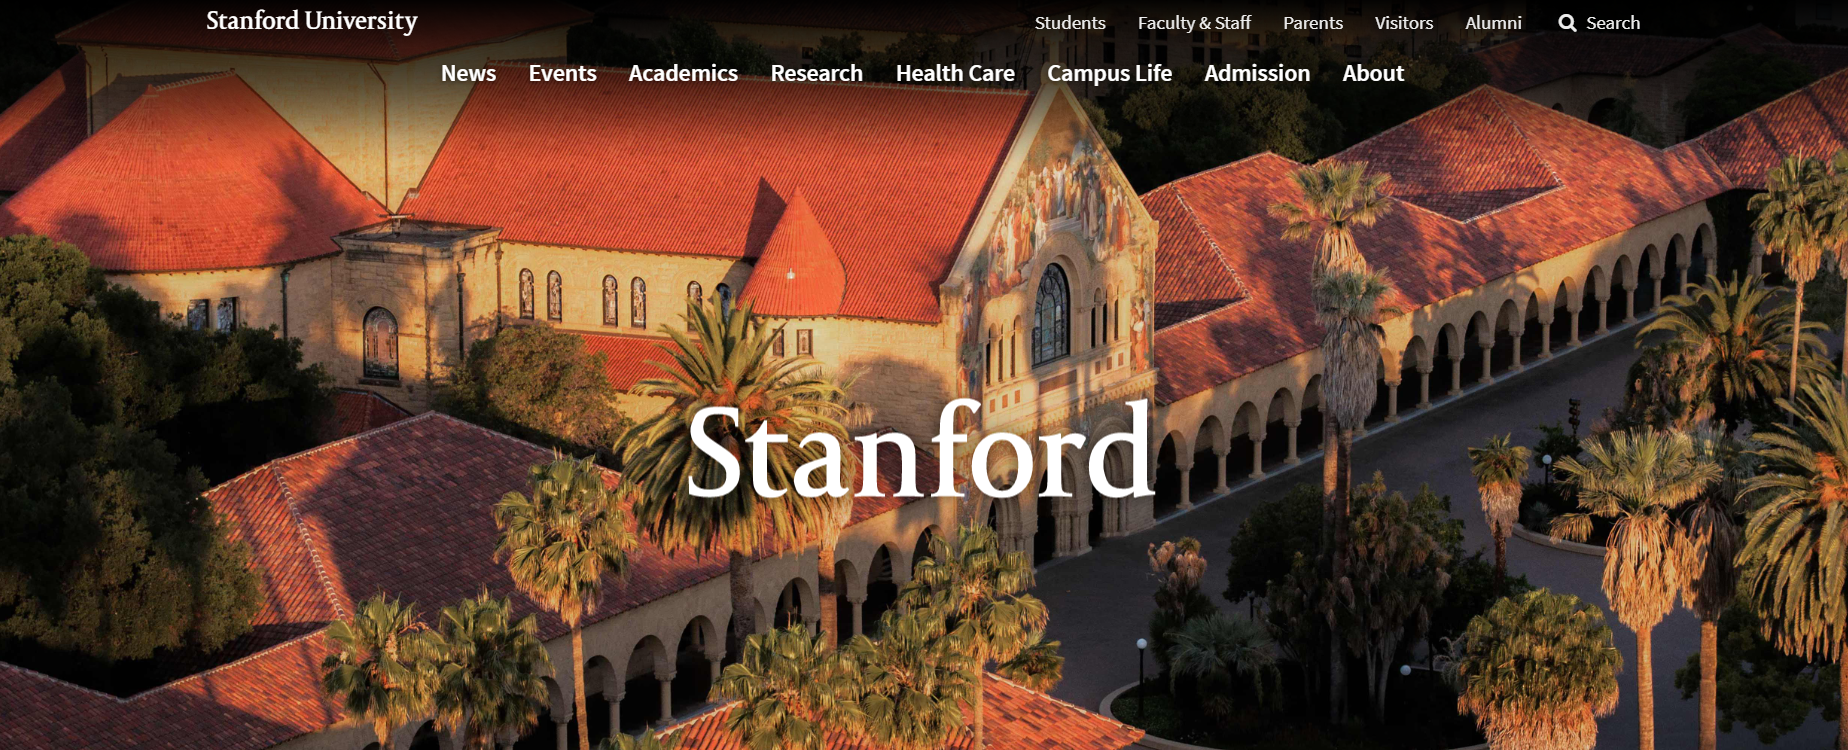 Stanford University
Students Faculty & Staff Parents Visitors Alumni Search
News Events Academics Research Health Care Campus Life Admission About
Stanford